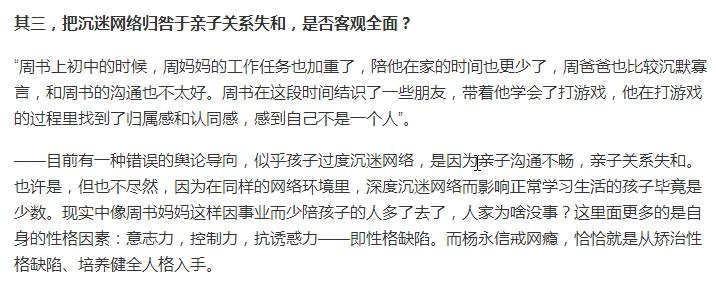 其三，把沉迷网络归咎于亲子关系失和，是否客观全面？
“周书上初中的时候，周妈妈的工作任务也加重了，陪他在家的时间也更少了，周爸爸也比较沉默寡
言，和周书的沟通也不太好。周书在这段时间结识了一些朋友，带着他学会了打游戏，他在打游戏
的过程里找到了归属感和认同感，感到自己不是一个人”。
——目前有一种错误的舆论导向，似乎孩子过度沉迷网络，是因为亲子沟通不畅，亲子关系失和。
也许是，但也不尽然，因为在同样的网络环境里，深度沉迷网络而影响正常学习生活的孩子毕竟是
少数。现实中像周书妈妈这样因事业而少陪孩子的人多了去了，人家为啥没事？这里面更多的是自
身的性格因素：意志力，控制力，抗诱惑力——即性格缺陷。而杨永信戒网瘾，恰恰就是从矫治性
格缺陷、培养健全人格入手。